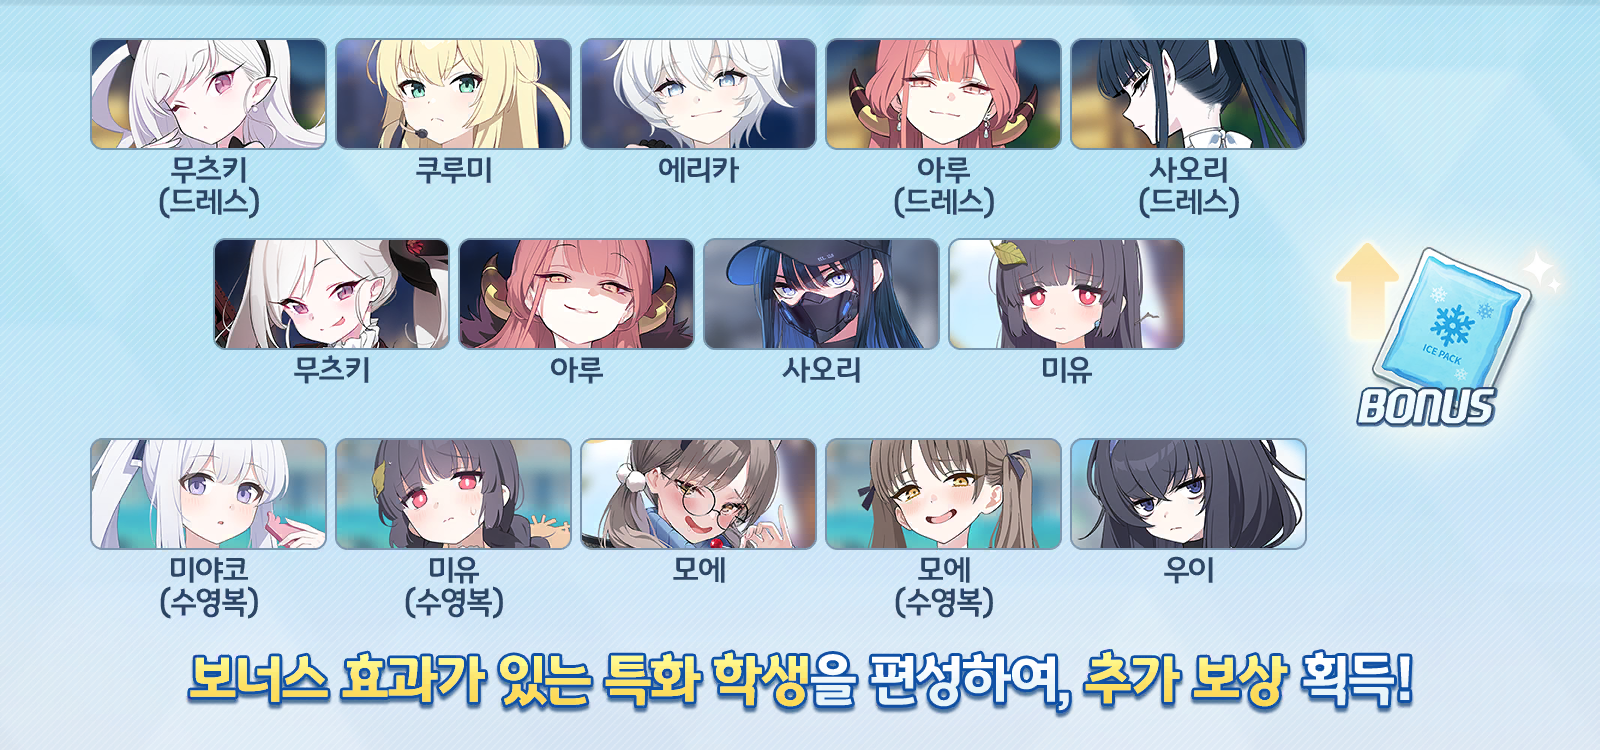 무츠키
(드레스)
쿠루미
에리카
아루
(드레스)
사오리
(드레스)
무츠키
아루
사오리
미유
ICE PACK
BONUS
미야코
(수영복)
미유
(수영복)
모에
모에
(수영복)
우이
보너스 효과가 있는 특화 학생을 편성하여, 추가 보상 획득!